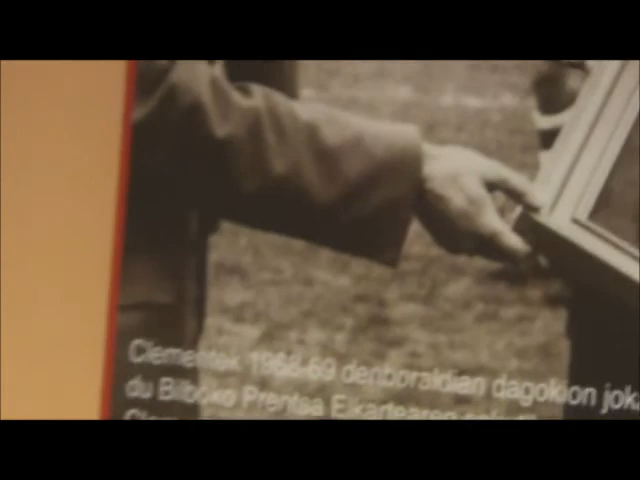 Clementek 1968-69 denboraldian dagokion joka
du Bilboko Prentsa Elkartearen